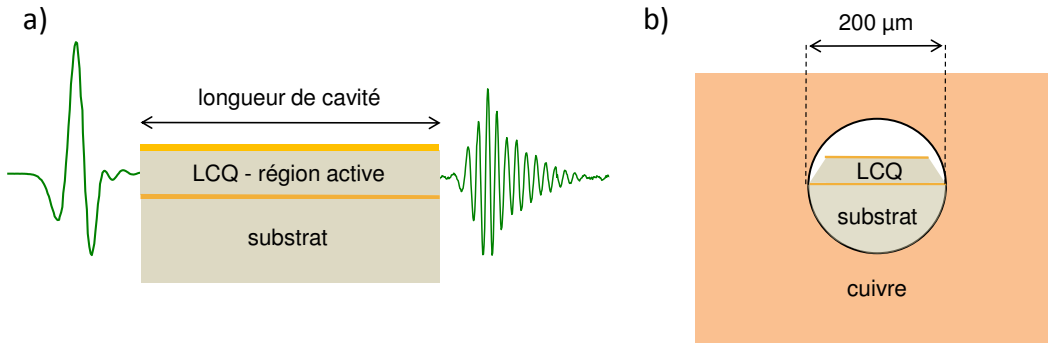 a)
longueur de cavité
LCQ - région active
substrat
b)
200 µm
LCQ
substrat
cuivre